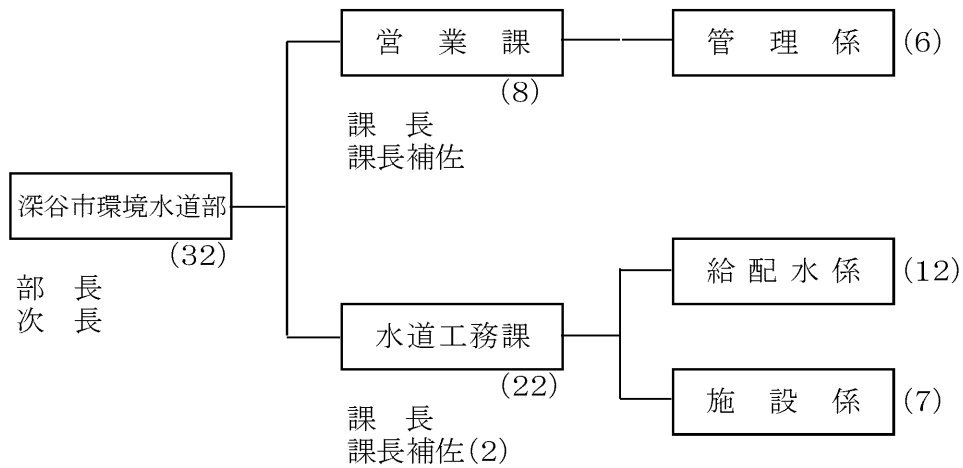 深谷市環境水道部
(32)
部　長
次　長
営　業　課
(8)
課　長
課長補佐
管　理　係
(6)
水道工務課
(22)
課　長
課長補佐(2)
給配水係
(12)
施　設　係
(7)